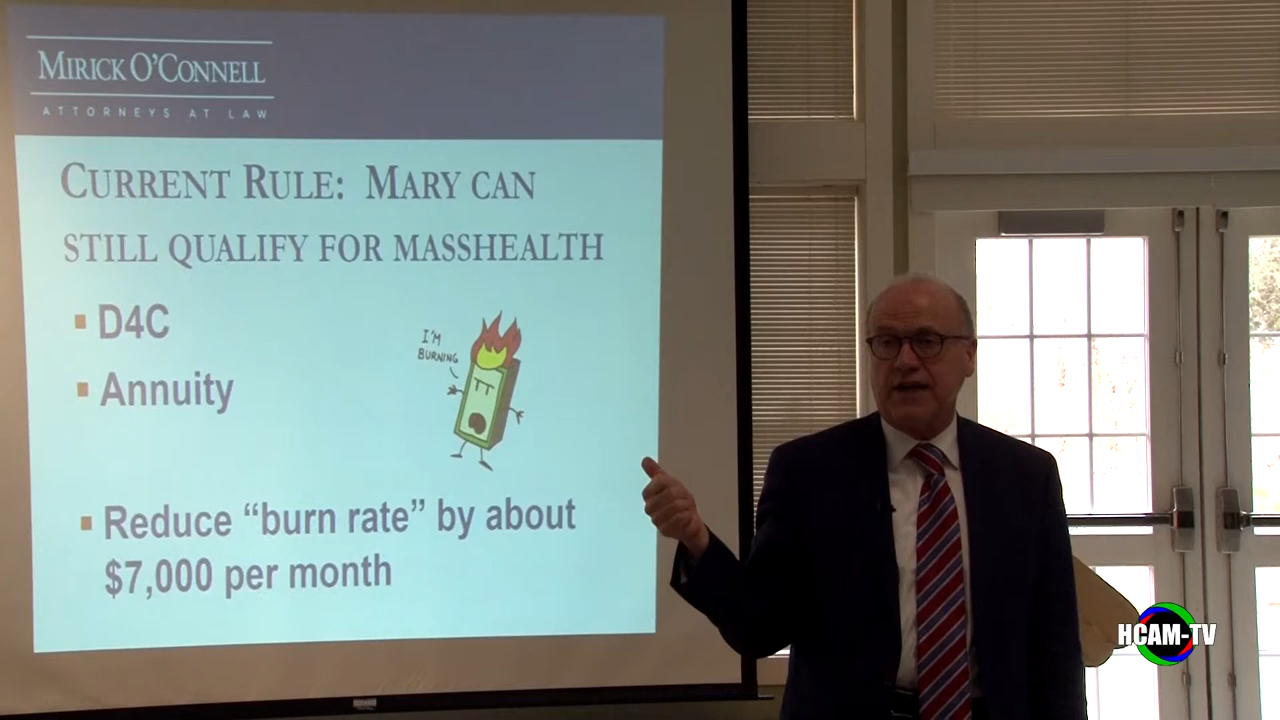 MIRICK O'CONNELL
ATTORNEYS AT LAW
CURRENT RULE: MARY CAN
STILL QUALIFY FOR MASSHEALTH
▪ D4C
▪ Annuity
I'M
BURNING
▪ Reduce “burn rate” by about
$7,000 per month
HCAM-TV